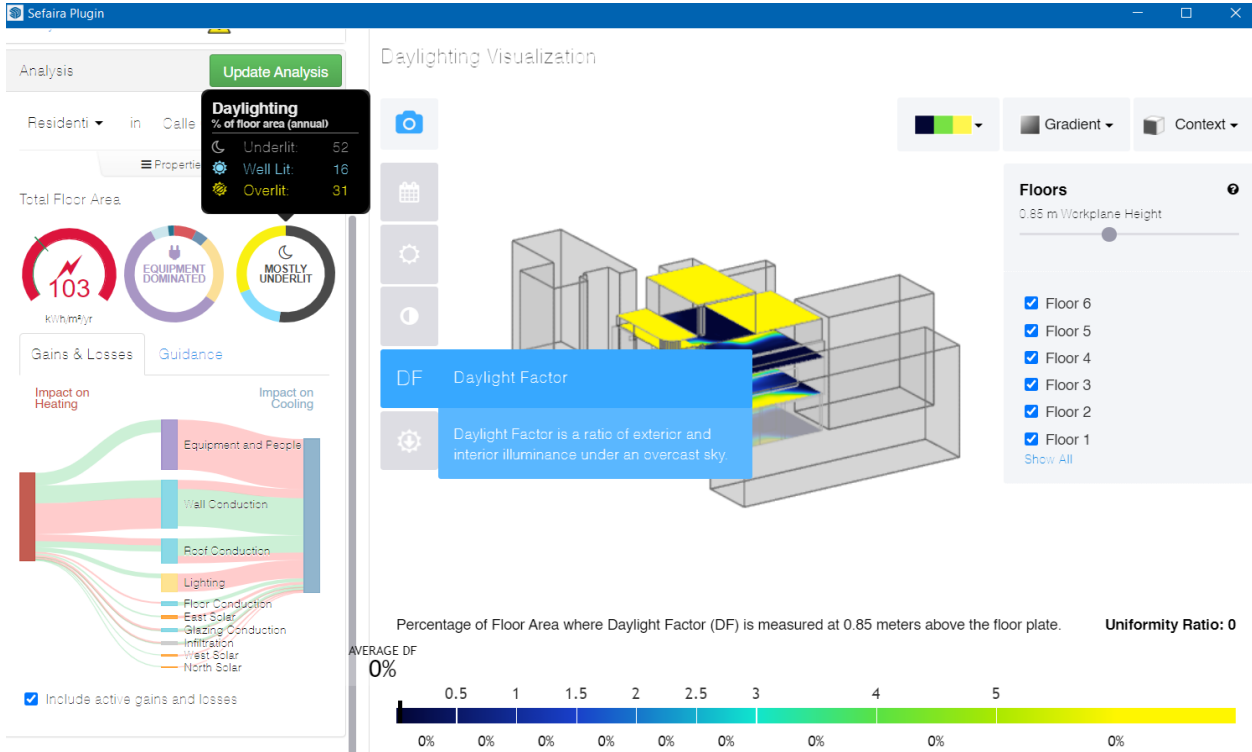 Sefaira Plugin
Analysis
Update Analysis
Residenti
in
Calle
Properties
Daylighting
% of floor area (annual)
Underlit: 52
Well Lit: 16
Overlit: 31
Total Floor Area
103
kWh/m²/yr
EQUIPMENT
DOMINATED
MOSTLY
UNDERLIT
Gains & Losses
Guidance
Impact on
Heating
Impact on
Cooling
Equipment and People
Wall Conduction
Roof Conduction
Lighting
Floor Conduction
East Solar
Glazing Conduction
Infiltration
West Solar
North Solar
Include active gains and losses
Daylighting Visualization
Gradient
Context
Floors
0.85 m Workplane Height
Floor 6
Floor 5
Floor 4
Floor 3
Floor 2
Floor 1
Show All
DF Daylight Factor
Daylight Factor is a ratio of exterior and
interior illuminance under an overcast sky.
Percentage of Floor Area where Daylight Factor (DF) is measured at 0.85 meters above the floor plate.
Uniformity Ratio: 0
AVERAGE DF
0%
0.5 1 1.5 2 2.5 3 4 5
0% 0% 0% 0% 0% 0% 0% 0% 0%